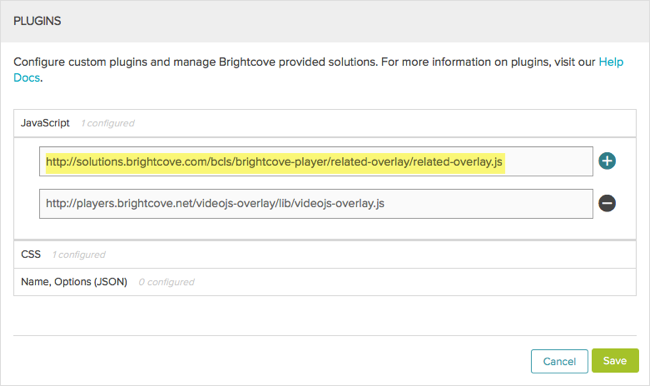 PLUGINS
Configure custom plugins and manage Brightcove provided solutions. For more information on plugins, visit our Help
Docs.
JavaScript 1 configured
http://solutions.brightcove.com/bcls/brightcove-player/related-overlay/related-overlay.js
http://players.brightcove.net/videojs-overlay/lib/videojs-overlay.js
CSS 1 configured
Name, Options (JSON) 0 configured
Cancel Save